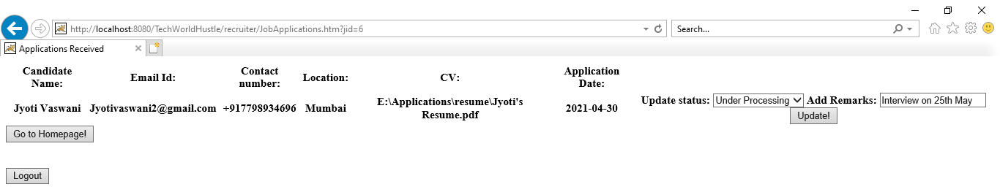 http://localhost:8080/TechWorldHustle/recruiter/JobApplications.htm?jid=6
Search...
Applications Received
Candidate Name:
Email Id:
Contact number:
Location:
CV:
Application Date:
Jyoti Vaswani
Jyotivaswani2@gmail.com
+917798934696
Mumbai
E:\Applications\resume\Jyoti's
Resume.pdf
2021-04-30
Update status: Under Processing Add Remarks: Interview on 25th May
Update!
Go to Homepage!
Logout